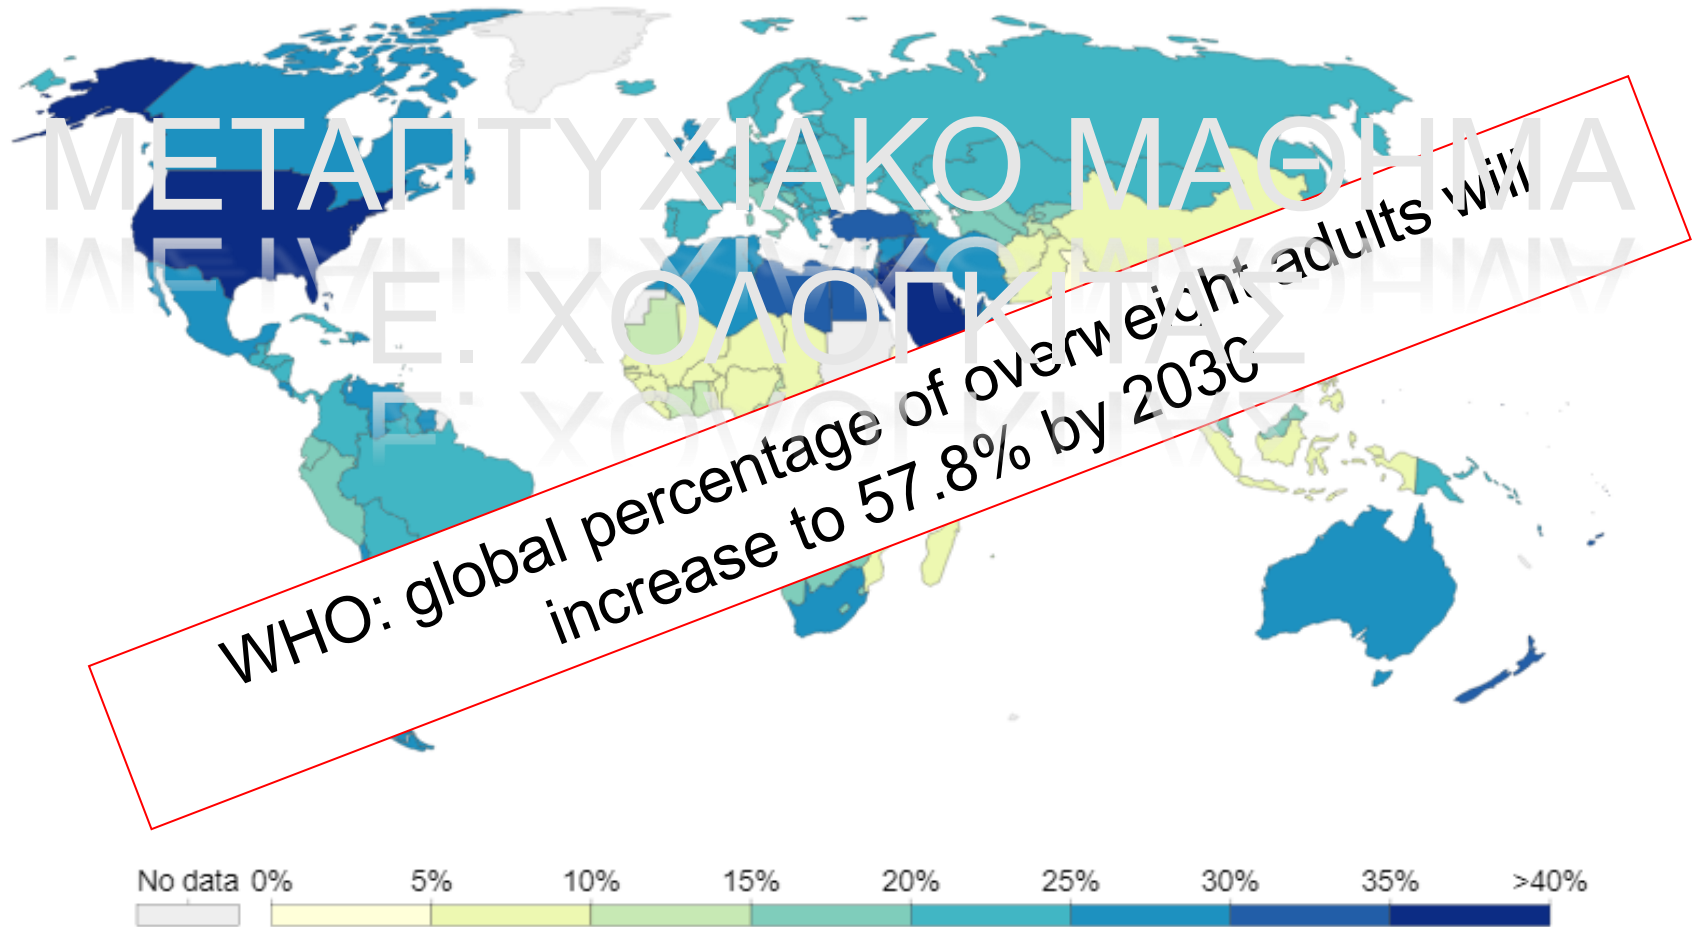 ΜΕΤΑΠΤΥΧΙΑΚΟ ΜΑΘΗΜΑ
Ε. ΧΟΛΟΓΚΙΤΑΣ
WHO: global percentage of overweight adults will
increase to 57.8% by 2030
No data 0% 5% 10% 15% 20% 25% 30% 35% >40%